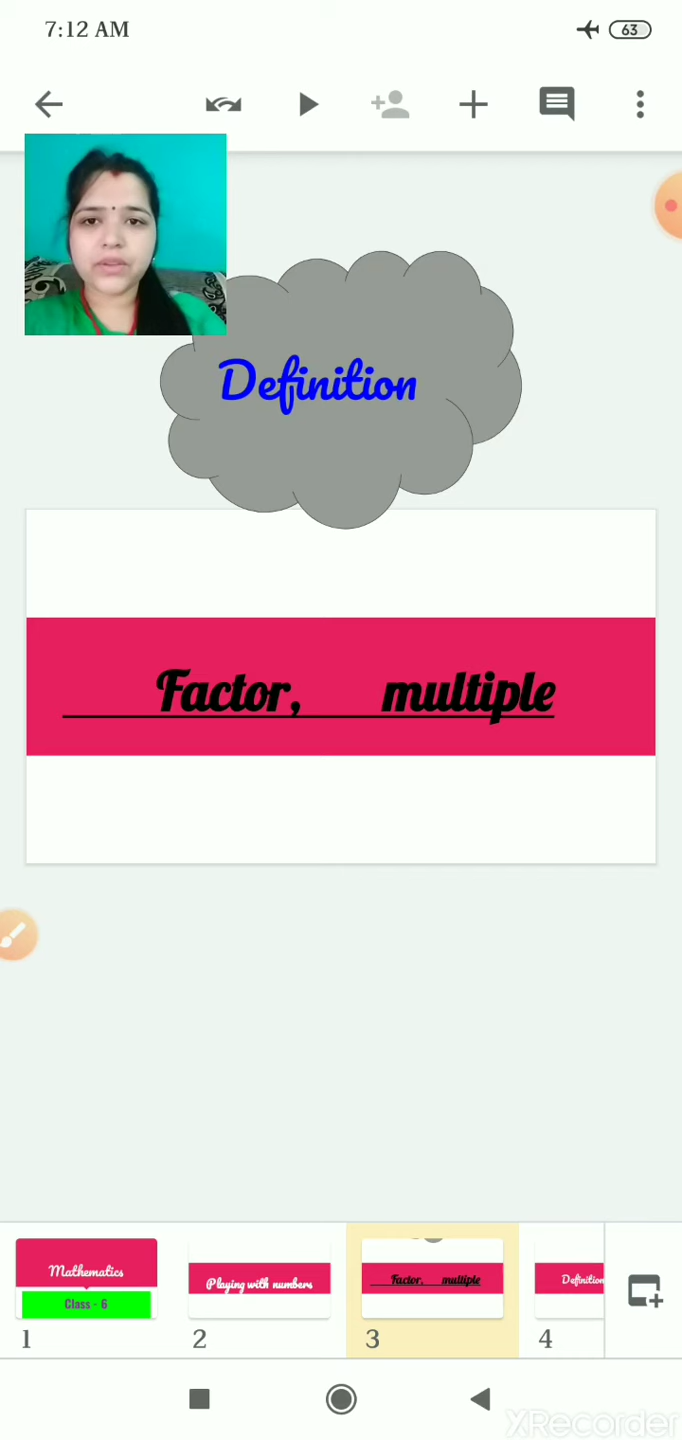 7:12 AM
63
Definition
Factor, multiple
Mathematics
Class - 6
Playing with numbers
Factor, multiple
Definition
1
2
3
4
XRecorder